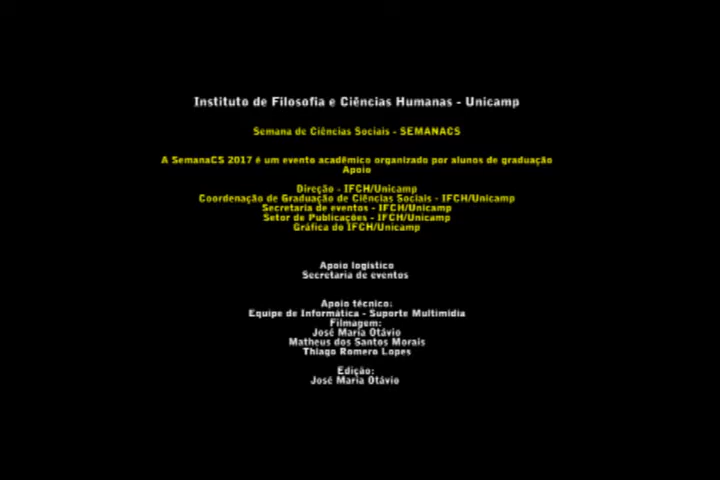 Instituto de Filosofia e Ciências Humanas - Unicamp
Semana de Ciências Sociais - SEMANACS
A SemanaCS 2017 é um evento acadêmico organizado por alunos de graduação
Apoio
Direção - IFCH/Unicamp
Coordenação de Graduação de Ciências Sociais - IFCH/Unicamp
Secretaria de eventos - IFCH/Unicamp
Setor de Publicações - IFCH/Unicamp
Gráfica do IFCH/Unicamp
Apoio logístico
Secretaria de eventos
Apoio técnico:
Equipe de Informática - Suporte Multimídia
Filmagem:
José Maria Otávio
Matheus dos Santos Morais
Thiago Romero Lopes
Edição:
José Maria Otávio